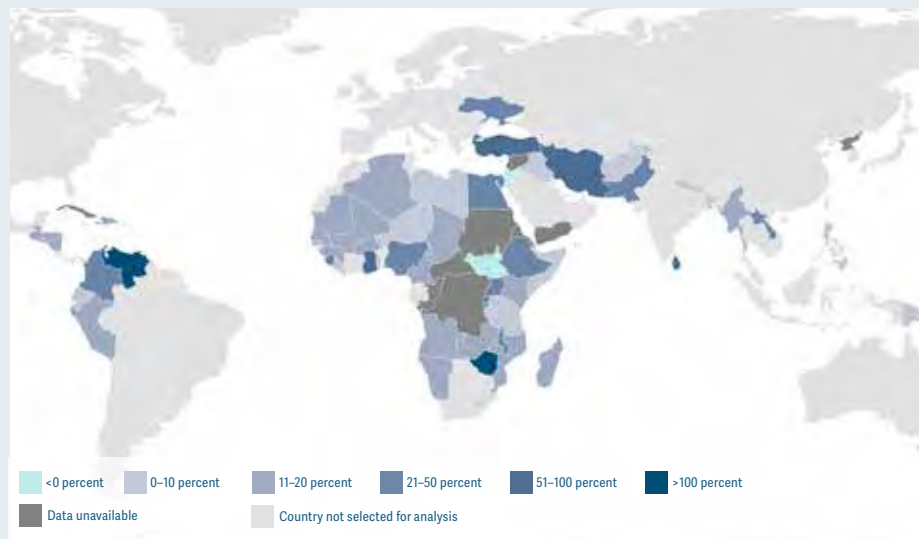 <0 percent 0–10 percent 11–20 percent 21–50 percent 51–100 percent >100 percent
Data unavailable Country not selected for analysis